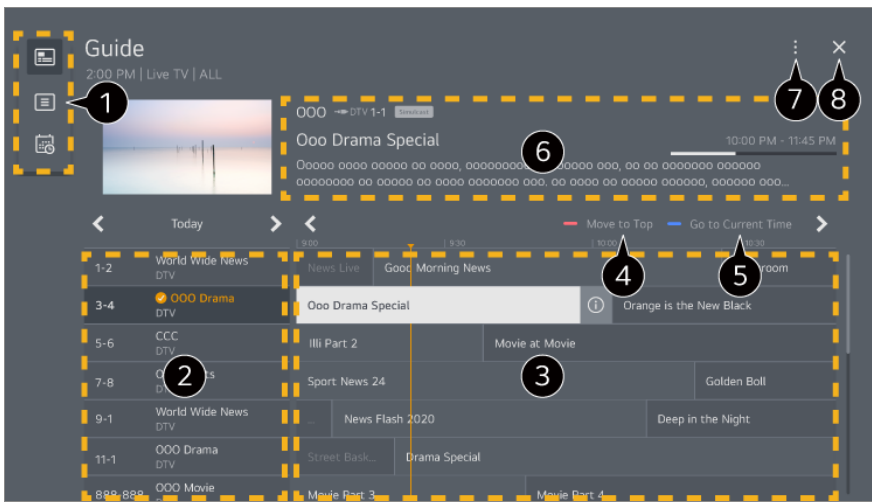 Guide
2:00 PM | Live TV | ALL
1
7
8
OOO DTV 1-1
Ooo Drama Special
6
10:00 PM - 11:45 PM
Ooooo oooo ooooo oo oooo,
Today
Move to Top
Go to Current Time
9:00
9:30
10:00
10:30
4
5
1-2
World Wide News
DTV
News Live
Good Morning News
room
3-4
OOO Drama
DTV
Ooo Drama Special
Orange is the New Black
5-6
CCC
DTV
Illi Part 2
Movie at Movie
7-8
2
Sport News 24
3
Golden Boll
9-1
World Wide News
DTV
...
News Flash 2020
Deep in the Night
11-1
OOO Drama
DTV
Street Bask...
Drama Special
888-888
OOO Movie
Movie Part 3
Movie Part 4